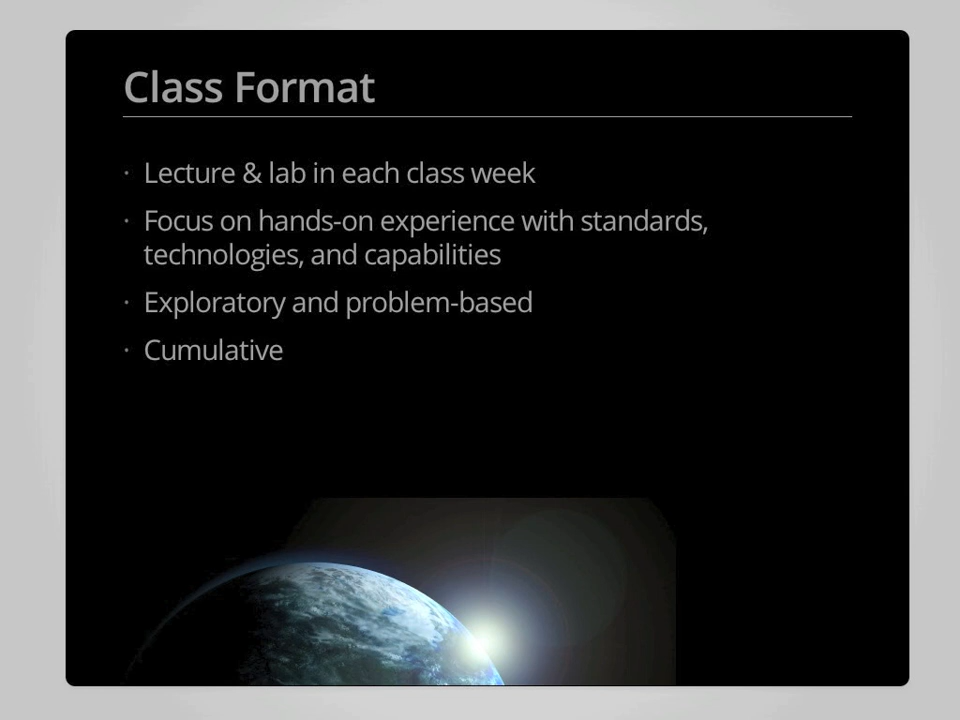 Class Format
· Lecture & lab in each class week
· Focus on hands-on experience with standards,
technologies, and capabilities
· Exploratory and problem-based
· Cumulative